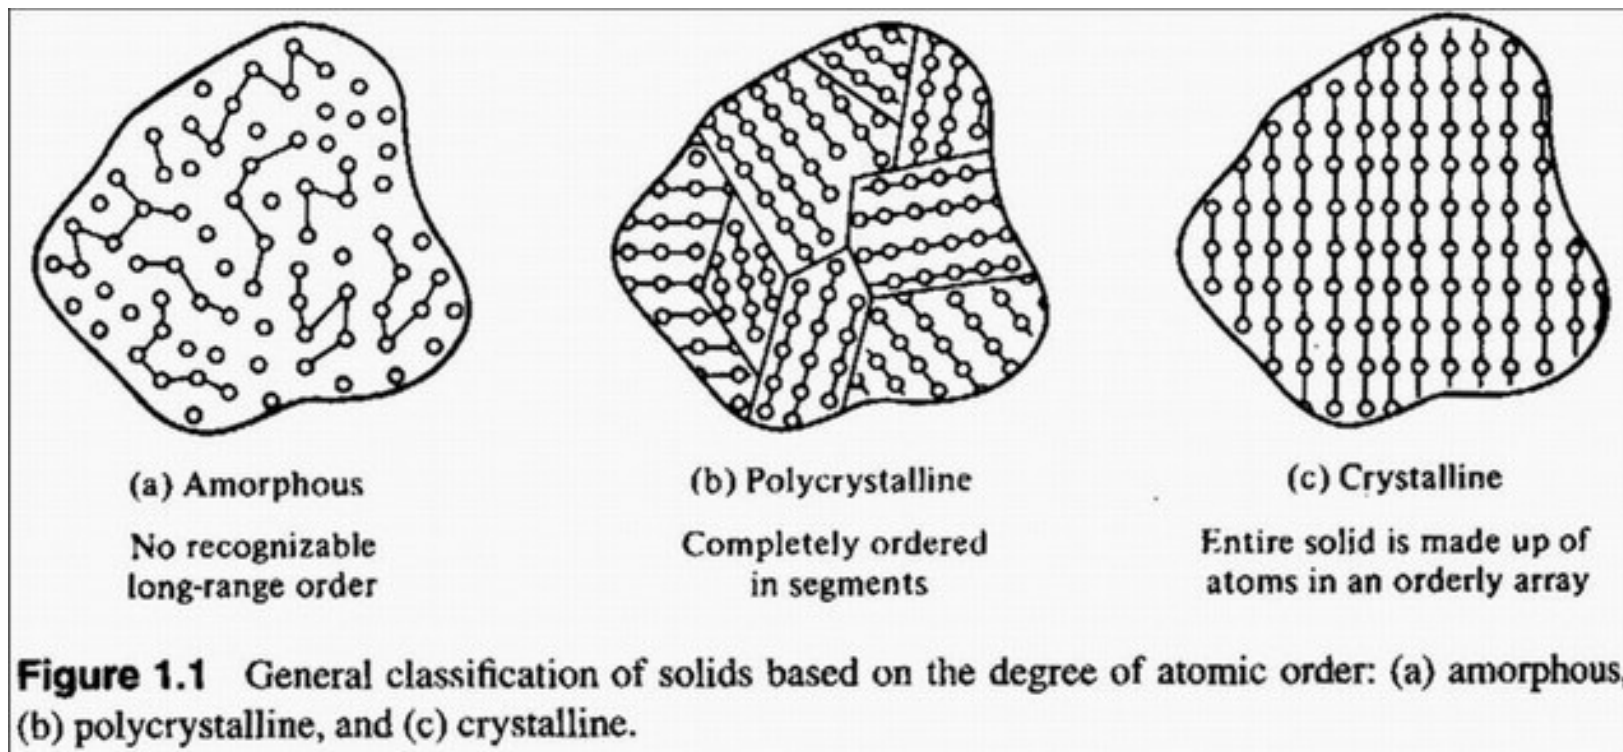 (a) Amorphous
No recognizable
long-range order
(b) Polycrystalline
Completely ordered
in segments
(c) Crystalline
Entire solid is made up of
atoms in an orderly array
Figure 1.1 General classification of solids based on the degree of atomic order: (a) amorphous,
(b) polycrystalline, and (c) crystalline.